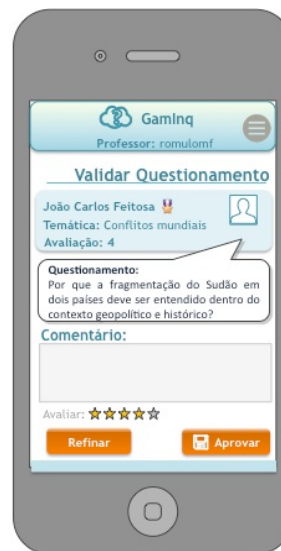 GamInq
Professor: romulomf
Validar Questionamento
João Carlos Feitosa
Temática: Conflitos mundiais
Avaliação: 4
Questionamento:
Por que a fragmentação do Sudão em
dois países deve ser entendido dentro do
contexto geopolítico e histórico?
Comentário:
Avaliar:
Refinar
Aprovar